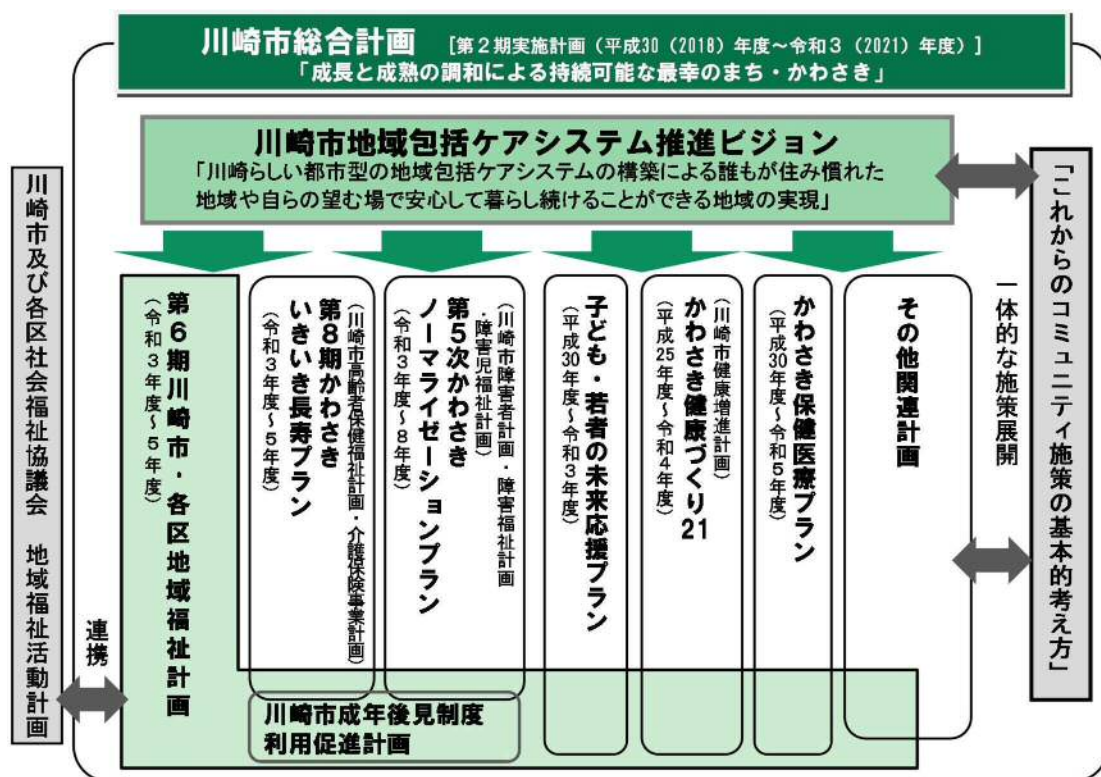 川崎市総合計画 [第2期実施計画(平成30(2018)年度~令和3(2021)年度)]
「成長と成熟の調和による持続可能な最幸のまち・かわさき」
川崎市地域包括ケアシステム推進ビジョン
「川崎らしい都市型の地域包括ケアシステムの構築による誰もが住み慣れた
地域や自らの望む場で安心して暮らし続けることができる地域の実現」
川崎市及び各区社会福祉協議会 地域福祉活動計画
連携
第6期川崎市・各区地域福祉計画
(令和3年度~5年度)
(川崎市高齢者保健福祉計画・介護保険事業計画)
第8期かわさき
いきいき長寿プラン
(令和3年度~5年度)
(川崎市障害者計画・障害福祉計画
・障害児福祉計画)
第5次かわさき
ノーマライゼーションプラン
(令和3年度~8年度)
子ども・若者の未来応援プラン
(平成30年度~令和3年度)
(川崎市健康増進計画)
かわさき健康づくり21
(平成25年度~令和4年度)
かわさき保健医療プラン
(平成30年度~令和5年度)
その他関連計画
一体的な施策展開
「これからのコミュニティ施策の基本的考え方」
川崎市成年後見制度
利用促進計画